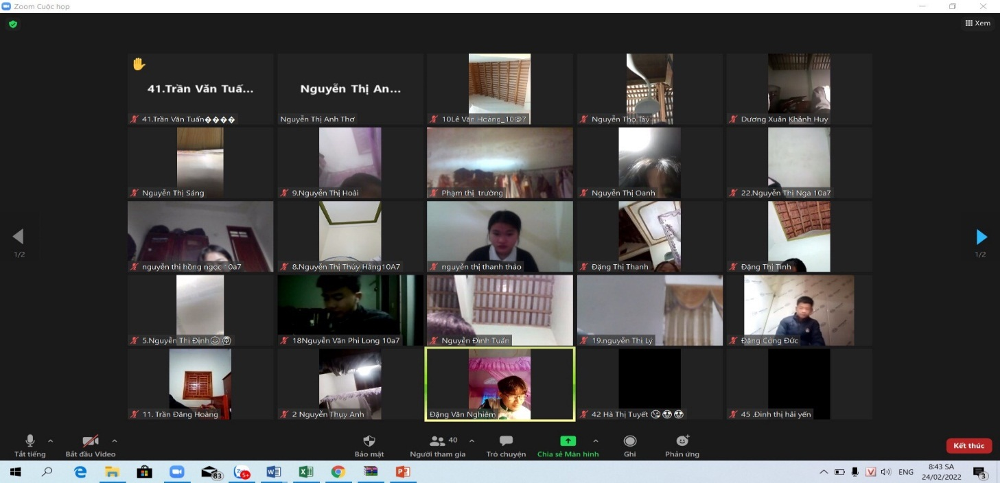 Zoom Cuộc họp
Xem
41.Trần Văn Tuấ...
41.Trần Văn Tuấn����
Nguyễn Thị An...
Nguyễn Thị Anh Thơ
10Lê Văn Hoàng_10@7
Nguyễn Thọ Tây
Dương Xuân Khánh Huy
Nguyễn Thị Sáng
9.Nguyễn Thị Hoài
Phạm thị trường
Nguyễn Thị Oanh
22.Nguyễn Thị Nga 10a7
nguyễn thị hồng ngọc 10a7
8.Nguyễn Thị Thúy Hằng10A7
nguyễn thị thanh thảo
Đặng Thị Thanh
Đặng Thị Tình
5.Nguyễn Thị Định
18Nguyễn Văn Phi Long 10a7
Nguyễn Đình Tuấn
19.nguyễn Thị Lý
Đặng Công Đức
11. Trần Đăng Hoàng
2 Nguyễn Thụy Anh
Đặng Văn Nghiêm
42 Hà Thị Tuyết 😘😍😍
45 .Đinh thị hải yến
1/2
1/2
Tắt tiếng
Bắt đầu Video
Bảo mật
40
Người tham gia
Trò chuyện
Chia sẻ Màn hình
Ghi
Phản ứng
Kết thúc
83
5+
ENG
8:43 SA
24/02/2022
3